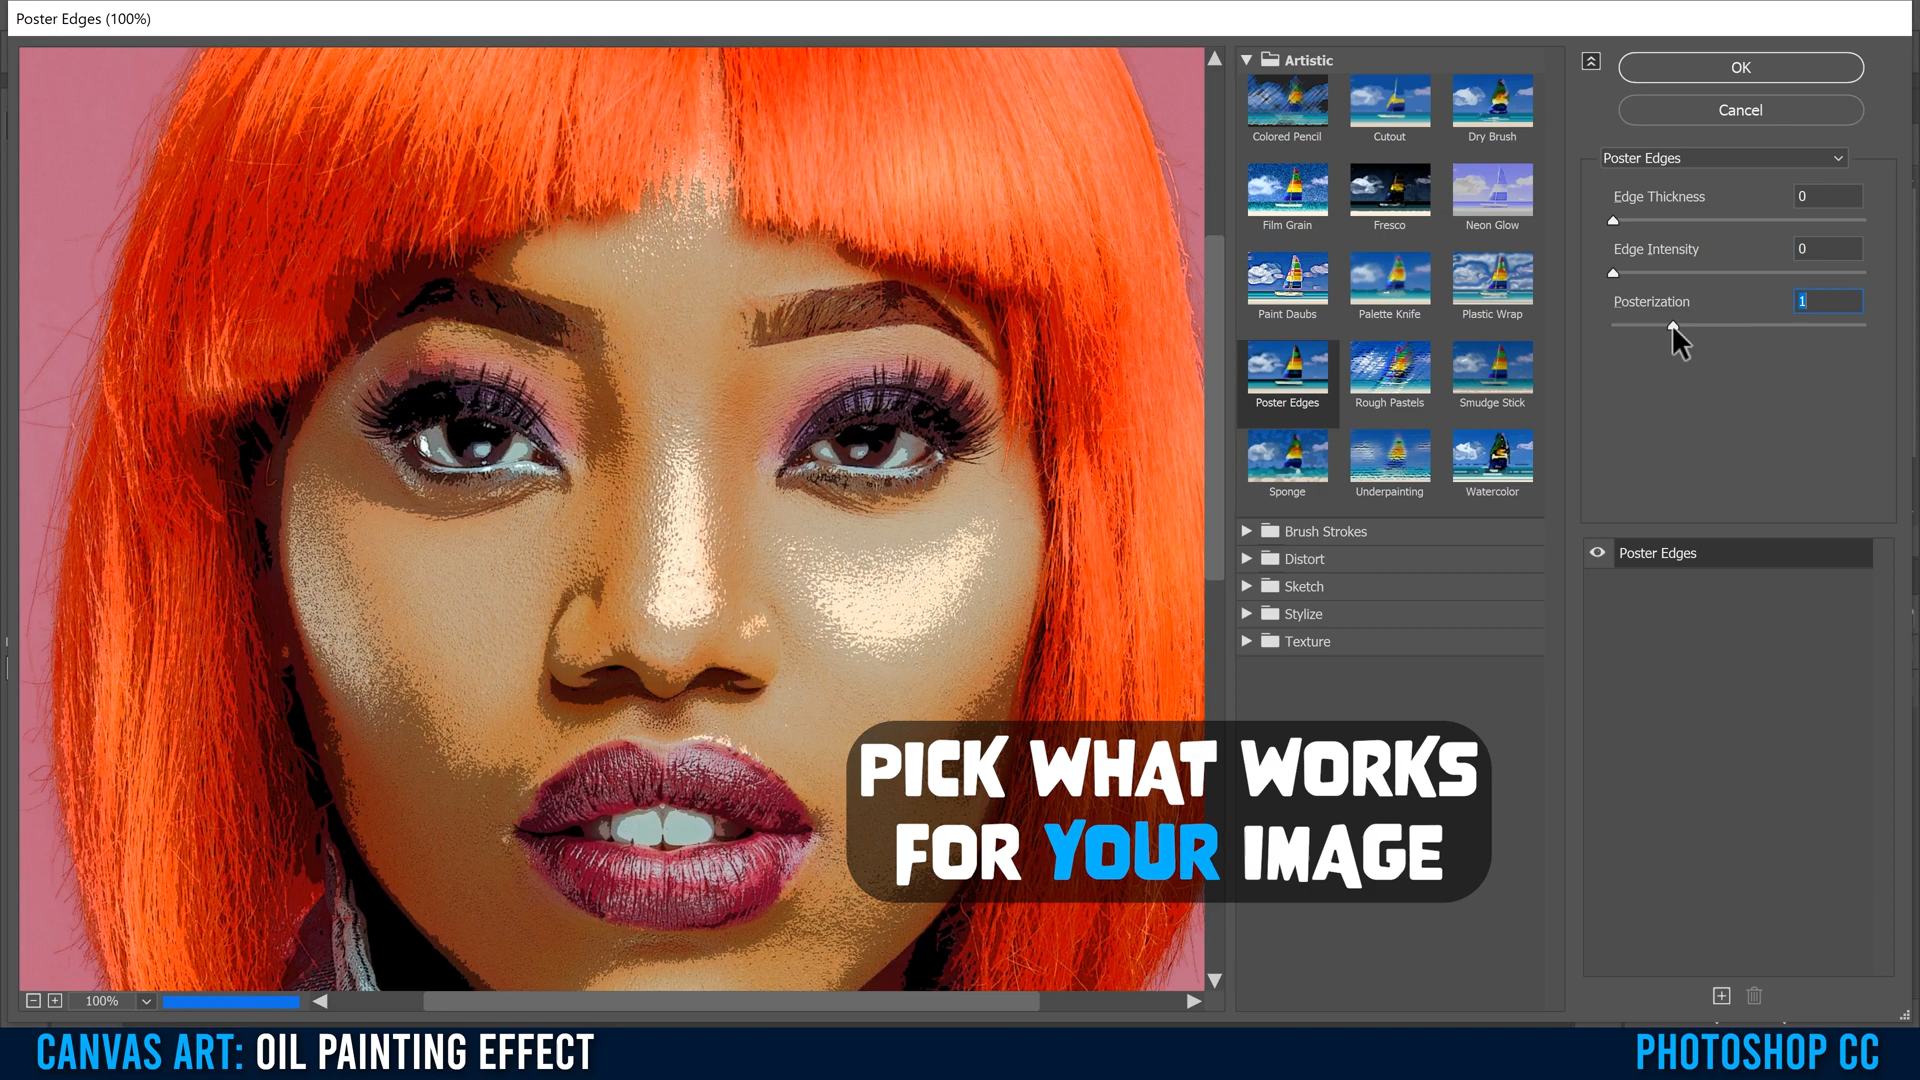 Poster Edges (100%)
Artistic
Colored Pencil
Cutout
Dry Brush
Film Grain
Fresco
Neon Glow
Paint Daubs
Palette Knife
Plastic Wrap
Poster Edges
Rough Pastels
Smudge Stick
Sponge
Underpainting
Watercolor
Brush Strokes
Distort
Sketch
Stylize
Texture
OK
Cancel
Poster Edges
Edge Thickness 0
Edge Intensity 0
Posterization 1
Poster Edges
PICK WHAT WORKS
FOR YOUR IMAGE
100%
CANVAS ART: OIL PAINTING EFFECT
PHOTOSHOP CC